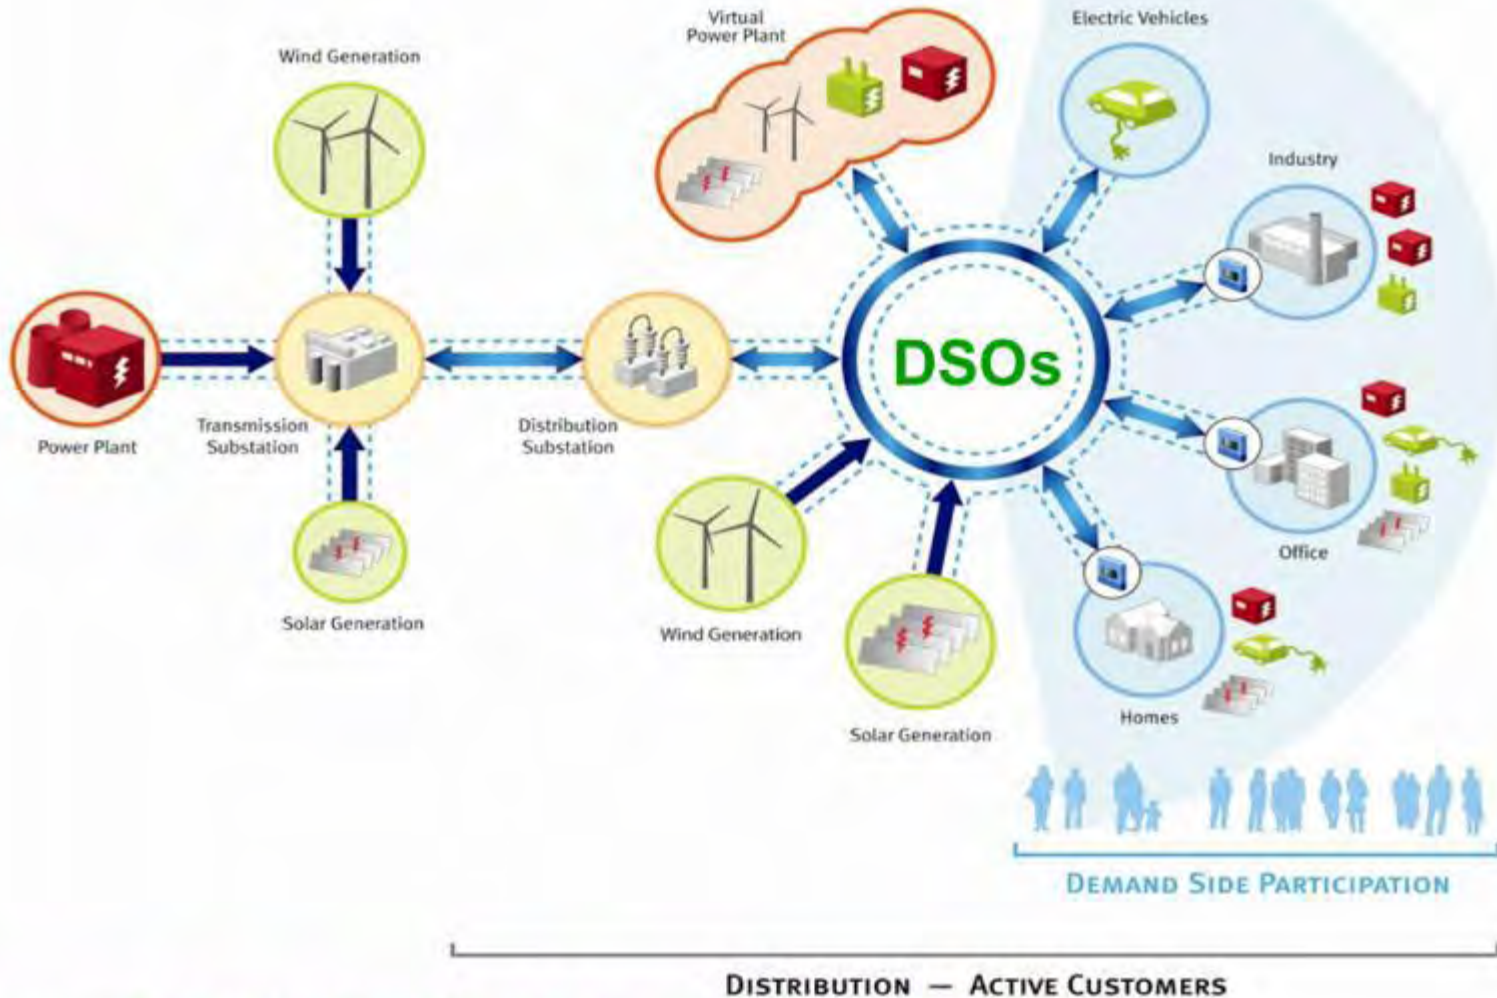 Virtual
Power Plant
Electric Vehicles
Wind Generation
Industry
DSOs
Power Plant
Transmission
Substation
Distribution
Substation
Office
Solar Generation
Wind Generation
Homes
Solar Generation
DEMAND SIDE PARTICIPATION
DISTRIBUTION — ACTIVE CUSTOMERS